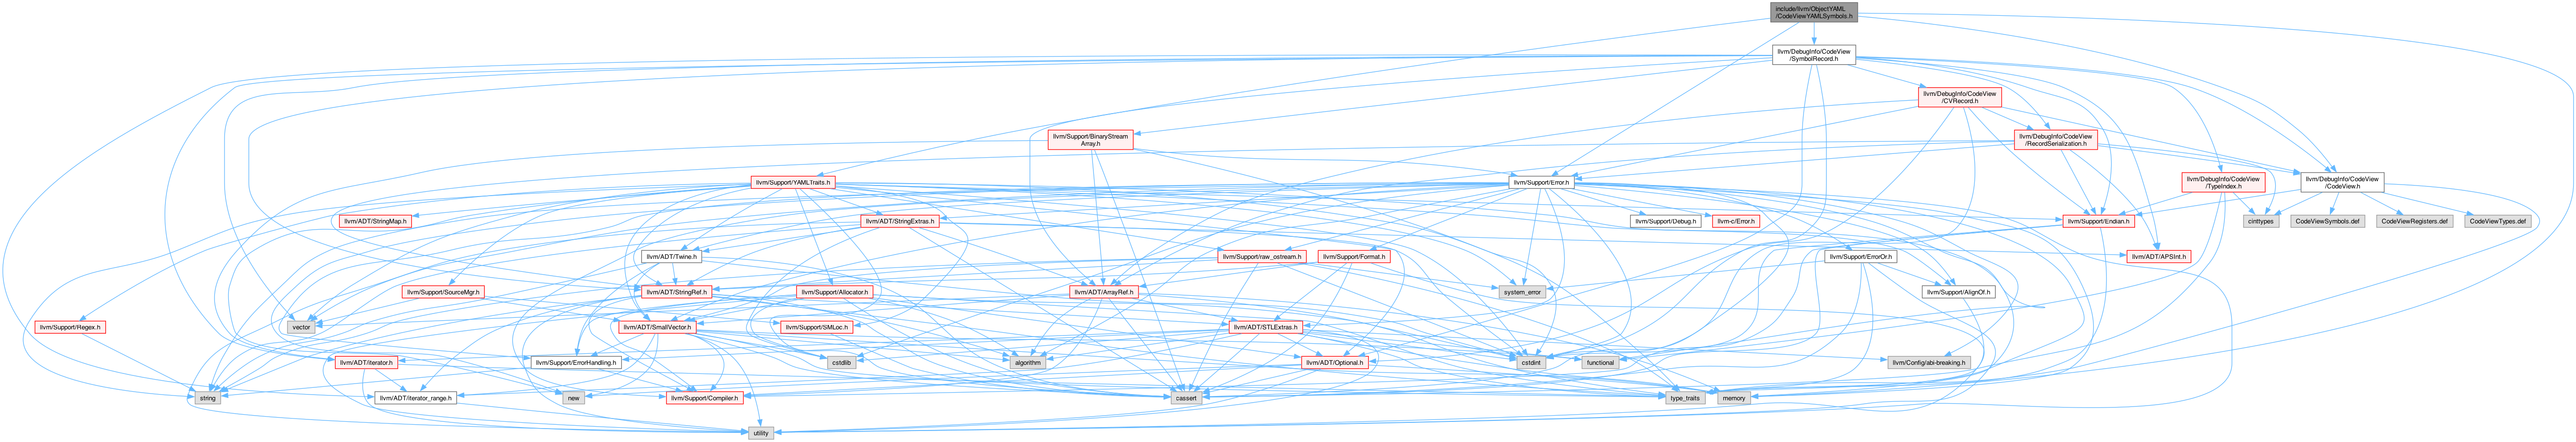 include/llvm/ObjectYAML
/CodeViewYAMLSymbols.h
llvm/DebugInfo/CodeView
/SymbolRecord.h
llvm/DebugInfo/CodeView
/CVRecord.h
llvm/Support/BinaryStream
Array.h
llvm/DebugInfo/CodeView
/RecordSerialization.h
llvm/Support/YAMLTraits.h
llvm/Support/Error.h
llvm/DebugInfo/CodeView
/TypeIndex.h
llvm/DebugInfo/CodeView
/CodeView.h
llvm/ADT/StringMap.h
llvm/ADT/StringExtras.h
llvm/Support/Debug.h
llvm-c/Error.h
llvm/Support/Endian.h
cinttypes
CodeViewSymbols.def
CodeViewRegisters.def
CodeViewTypes.def
llvm/ADT/Twine.h
llvm/Support/raw_ostream.h
llvm/Support/Format.h
llvm/Support/ErrorOr.h
llvm/ADT/APSInt.h
llvm/Support/SourceMgr.h
llvm/ADT/StringRef.h
llvm/Support/Allocator.h
llvm/ADT/ArrayRef.h
system_error
llvm/Support/AlignOf.h
llvm/Support/Regex.h
vector
llvm/ADT/SmallVector.h
llvm/Support/SMLoc.h
llvm/ADT/STLExtras.h
llvm/ADT/iterator.h
llvm/Support/ErrorHandling.h
cstdlib
algorithm
llvm/ADT/Optional.h
cstdint
functional
llvm/Config/abi-breaking.h
string
llvm/ADT/iterator_range.h
new
llvm/Support/Compiler.h
cassert
type_traits
memory
utility